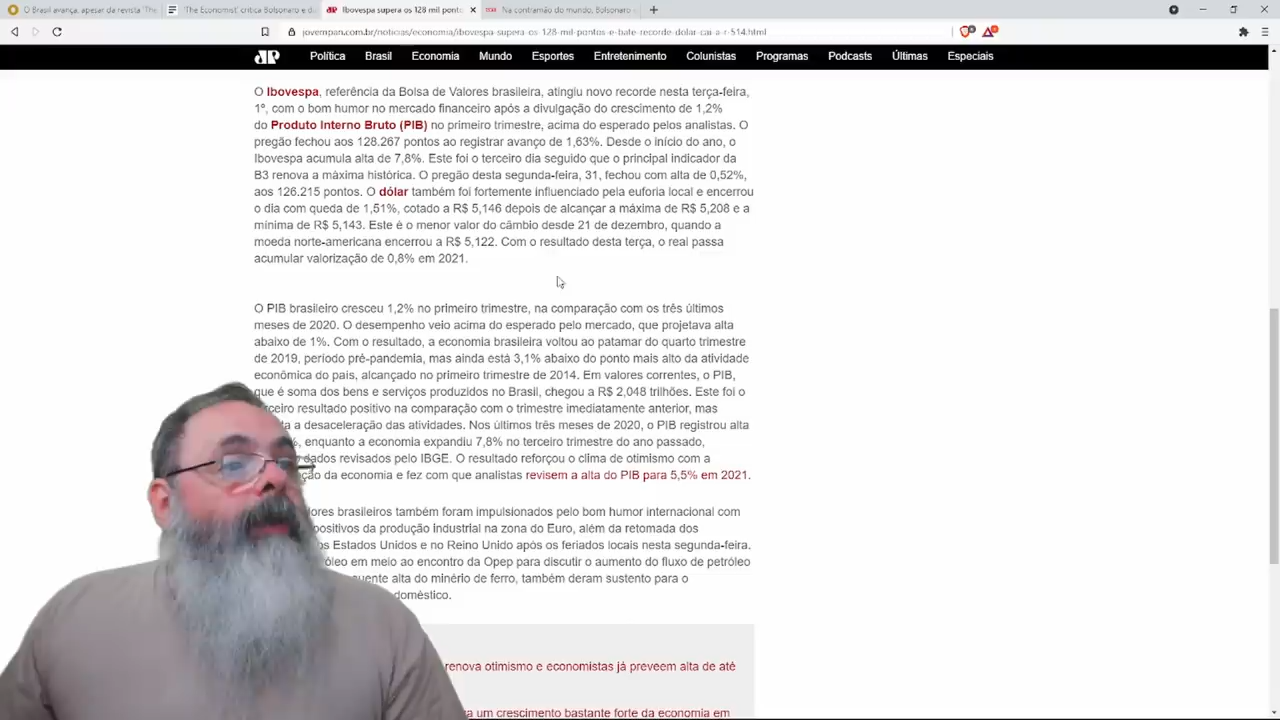 O Brasil avança, apesar da revista 'The
'The Economist' critica Bolsonaro e d
Ibovespa supera os 128 mil ponto
Na contramão do mundo, Bolsonaro
jovempan.com.br/noticias/economia/ibovespa-supera-os-128-mil-pontos-e-bate-recorde-dolar-cai-a-r-514.html
JP Política Brasil Economia Mundo Esportes Entretenimento Colunistas Programas Podcasts Últimas Especiais
O Ibovespa, referência da Bolsa de Valores brasileira, atingiu novo recorde nesta terça-feira,
1º, com o bom humor no mercado financeiro após a divulgação do crescimento de 1,2%
do Produto Interno Bruto (PIB) no primeiro trimestre, acima do esperado pelos analistas. O
pregão fechou aos 128.267 pontos ao registrar avanço de 1,63%. Desde o início do ano, o
Ibovespa acumula alta de 7,8%. Este foi o terceiro dia seguido que o principal indicador da
B3 renova a máxima histórica. O pregão desta segunda-feira, 31, fechou com alta de 0,52%,
aos 126.215 pontos. O dólar também foi fortemente influenciado pela euforia local e encerrou
o dia com queda de 1,51%, cotado a R$ 5,146 depois de alcançar a máxima de R$ 5,208 e a
mínima de R$ 5,143. Este é o menor valor do câmbio desde 21 de dezembro, quando a
moeda norte-americana encerrou a R$ 5,122. Com o resultado desta terça, o real passa
acumular valorização de 0,8% em 2021.
O PIB brasileiro cresceu 1,2% no primeiro trimestre, na comparação com os três últimos
meses de 2020. O desempenho veio acima do esperado pelo mercado, que projetava alta
abaixo de 1%. Com o resultado, a economia brasileira voltou ao patamar do quarto trimestre
de 2019, período pré-pandemia, mas ainda está 3,1% abaixo do ponto mais alto da atividade
econômica do país, alcançado no primeiro trimestre de 2014. Em valores correntes, o PIB,
que é soma dos bens e serviços produzidos no Brasil, chegou a R$ 2,048 trilhões. Este foi o
rceiro resultado positivo na comparação com o trimestre imediatamente anterior, mas
ta a desaceleração das atividades. Nos últimos três meses de 2020, o PIB registrou alta
%, enquanto a economia expandiu 7,8% no terceiro trimestre do ano passado,
dados revisados pelo IBGE. O resultado reforçou o clima de otimismo com a
ção da economia e fez com que analistas revisem a alta do PIB para 5,5% em 2021.
ores brasileiros também foram impulsionados pelo bom humor internacional com
positivos da produção industrial na zona do Euro, além da retomada dos
os Estados Unidos e no Reino Unido após os feriados locais nesta segunda-feira.
óleo em meio ao encontro da Opep para discutir o aumento do fluxo de petróleo
uente alta do minério de ferro, também deram sustento para o
doméstico.
renova otimismo e economistas já preveem alta de até
va um crescimento bastante forte da economia em